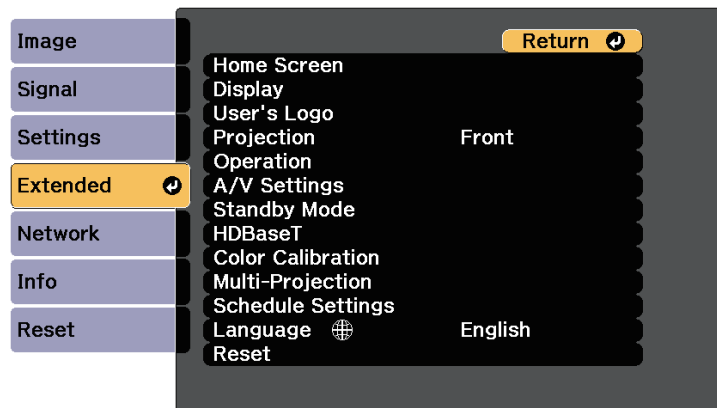 Image
Signal
Settings
Extended
Network
Info
Reset
Return
Home Screen
Display
User's Logo
Projection Front
Operation
A/V Settings
Standby Mode
HDBaseT
Color Calibration
Multi-Projection
Schedule Settings
Language English
Reset